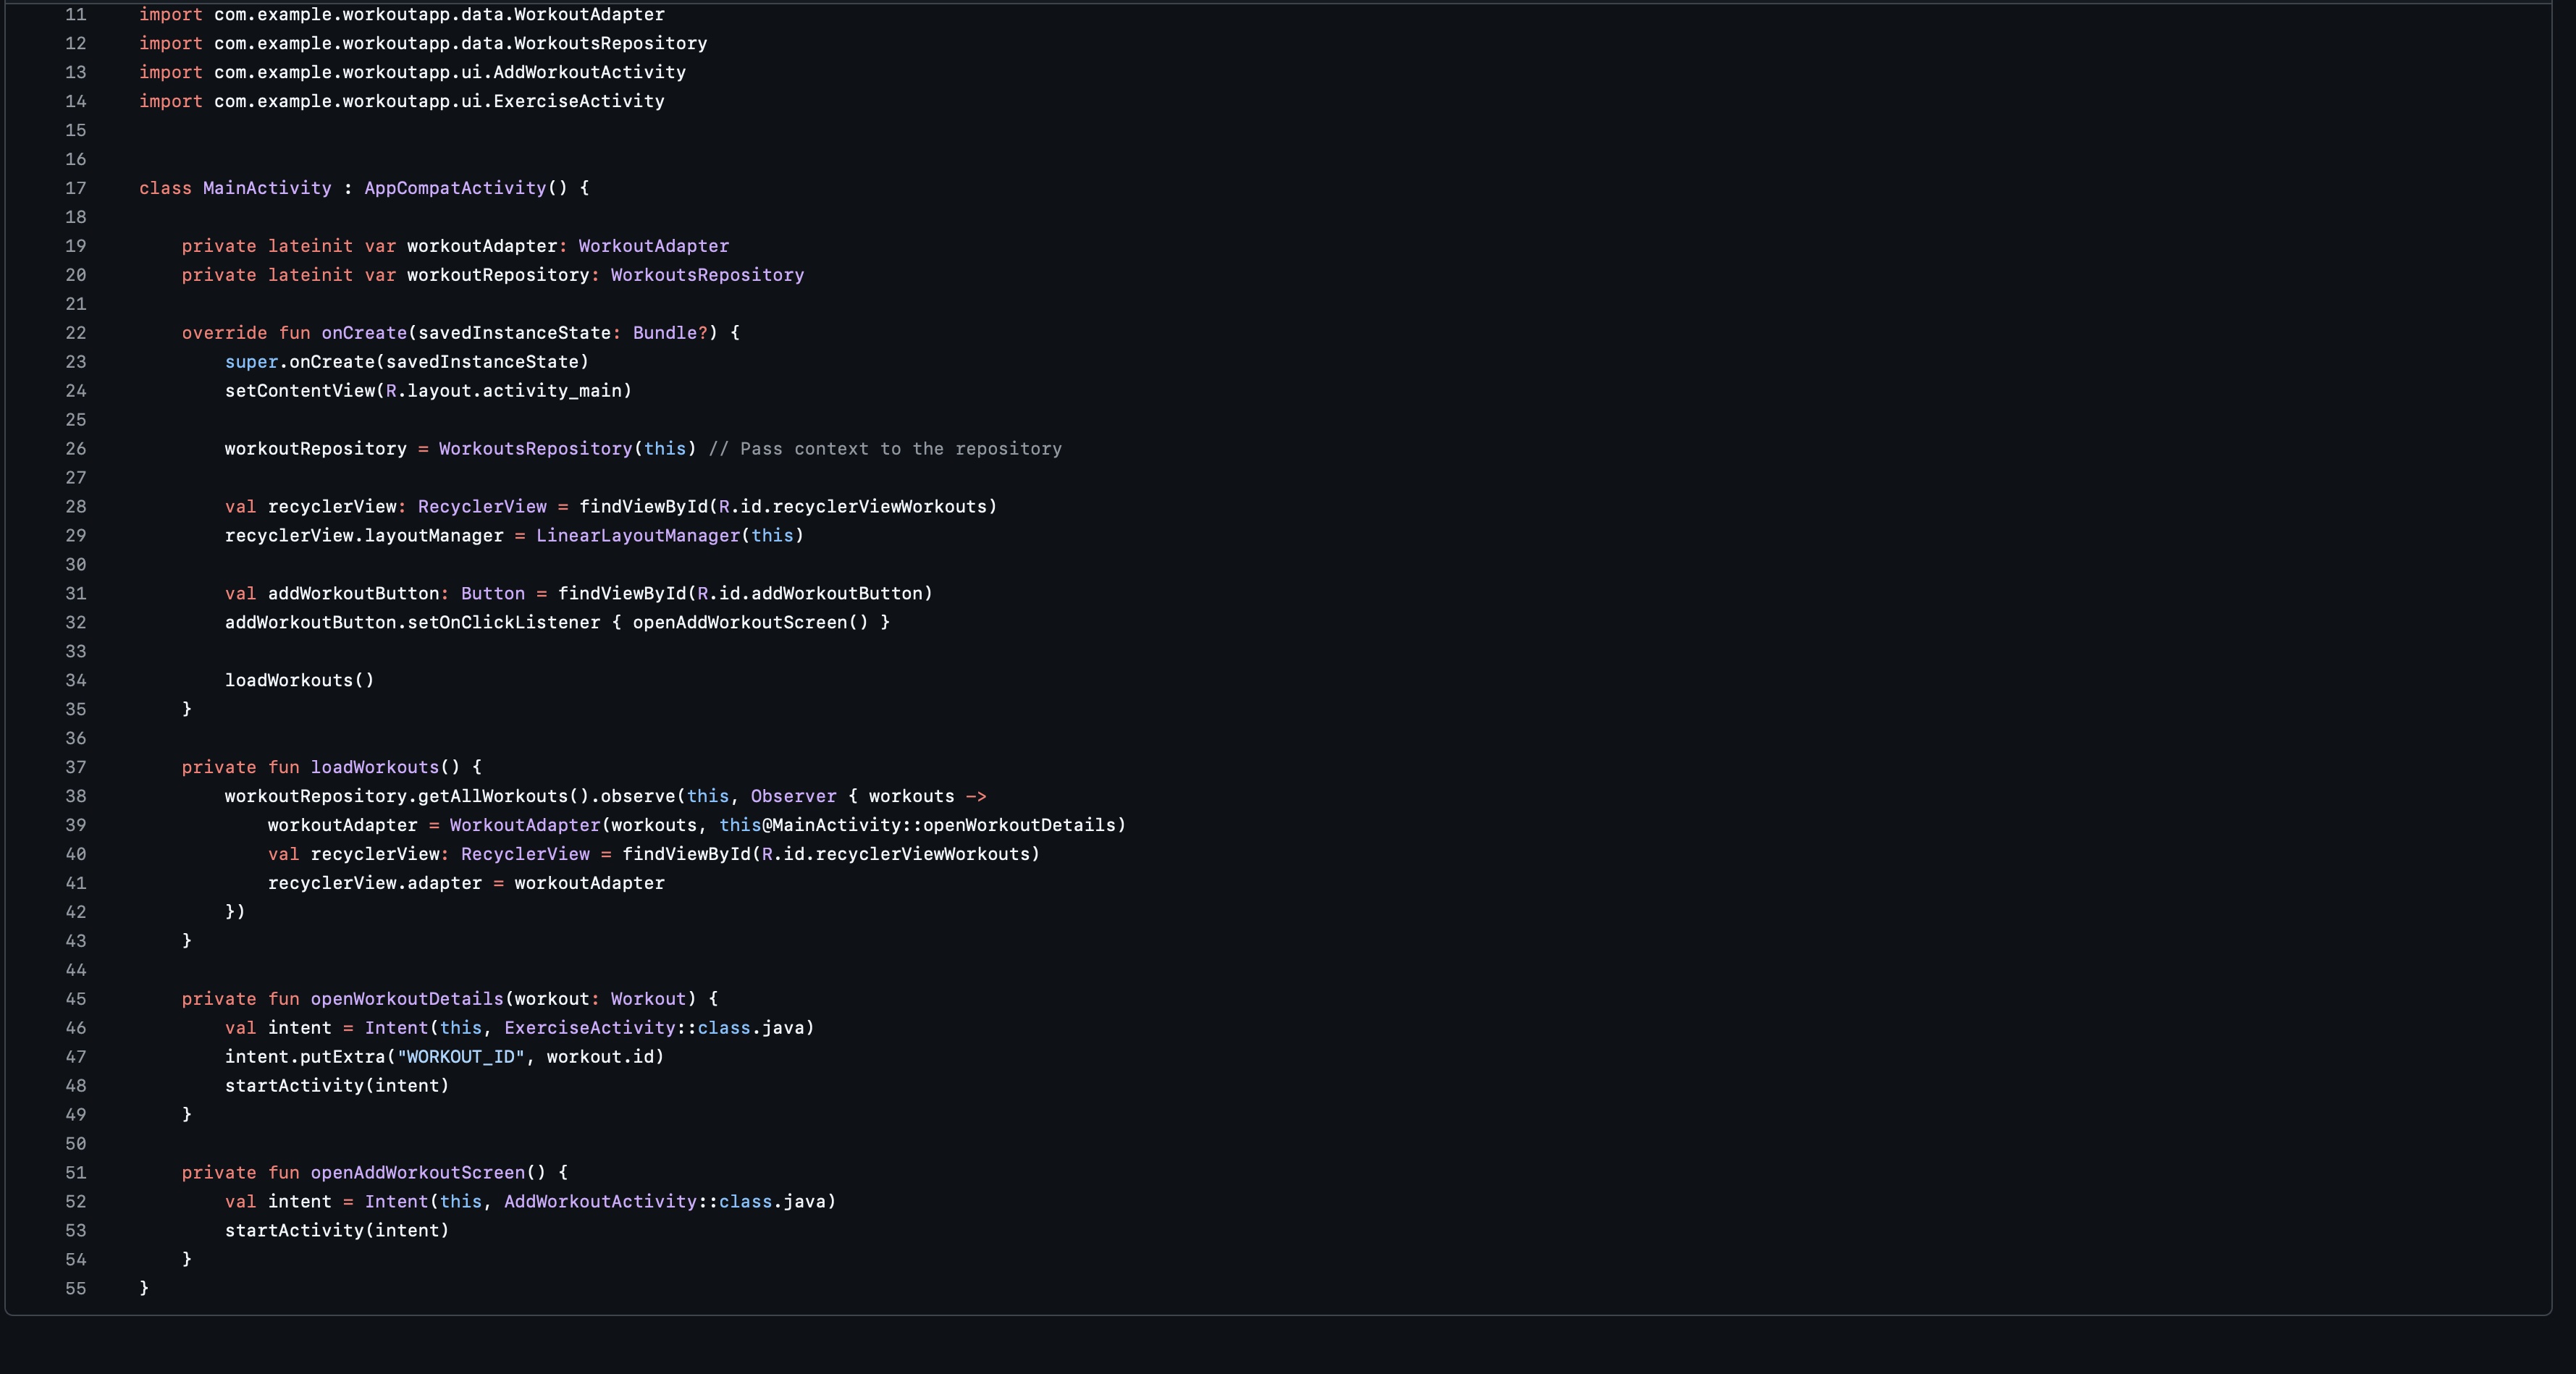 11 import com.example.workoutapp.data.WorkoutAdapter
12 import com.example.workoutapp.data.WorkoutsRepository
13 import com.example.workoutapp.ui.AddWorkoutActivity
14 import com.example.workoutapp.ui.ExerciseActivity
15
16
17 class MainActivity : AppCompatActivity() {
18
19     private lateinit var workoutAdapter: WorkoutAdapter
20     private lateinit var workoutRepository: WorkoutsRepository
21
22     override fun onCreate(savedInstanceState: Bundle?) {
23         super.onCreate(savedInstanceState)
24         setContentView(R.layout.activity_main)
25
26         workoutRepository = WorkoutsRepository(this) // Pass context to the repository
27
28         val recyclerView: RecyclerView = findViewById(R.id.recyclerViewWorkouts)
29         recyclerView.layoutManager = LinearLayoutManager(this)
30
31         val addWorkoutButton: Button = findViewById(R.id.addWorkoutButton)
32         addWorkoutButton.setOnClickListener { openAddWorkoutScreen() }
33
34         loadWorkouts()
35     }
36
37     private fun loadWorkouts() {
38         workoutRepository.getAllWorkouts().observe(this, Observer { workouts ->
39             workoutAdapter = WorkoutAdapter(workouts, this@MainActivity::openWorkoutDetails)
40             val recyclerView: RecyclerView = findViewById(R.id.recyclerViewWorkouts)
41             recyclerView.adapter = workoutAdapter
42         })
43     }
44
45     private fun openWorkoutDetails(workout: Workout) {
46         val intent = Intent(this, ExerciseActivity::class.java)
47         intent.putExtra("WORKOUT_ID", workout.id)
48         startActivity(intent)
49     }
50
51     private fun openAddWorkoutScreen() {
52         val intent = Intent(this, AddWorkoutActivity::class.java)
53         startActivity(intent)
54     }
55 }